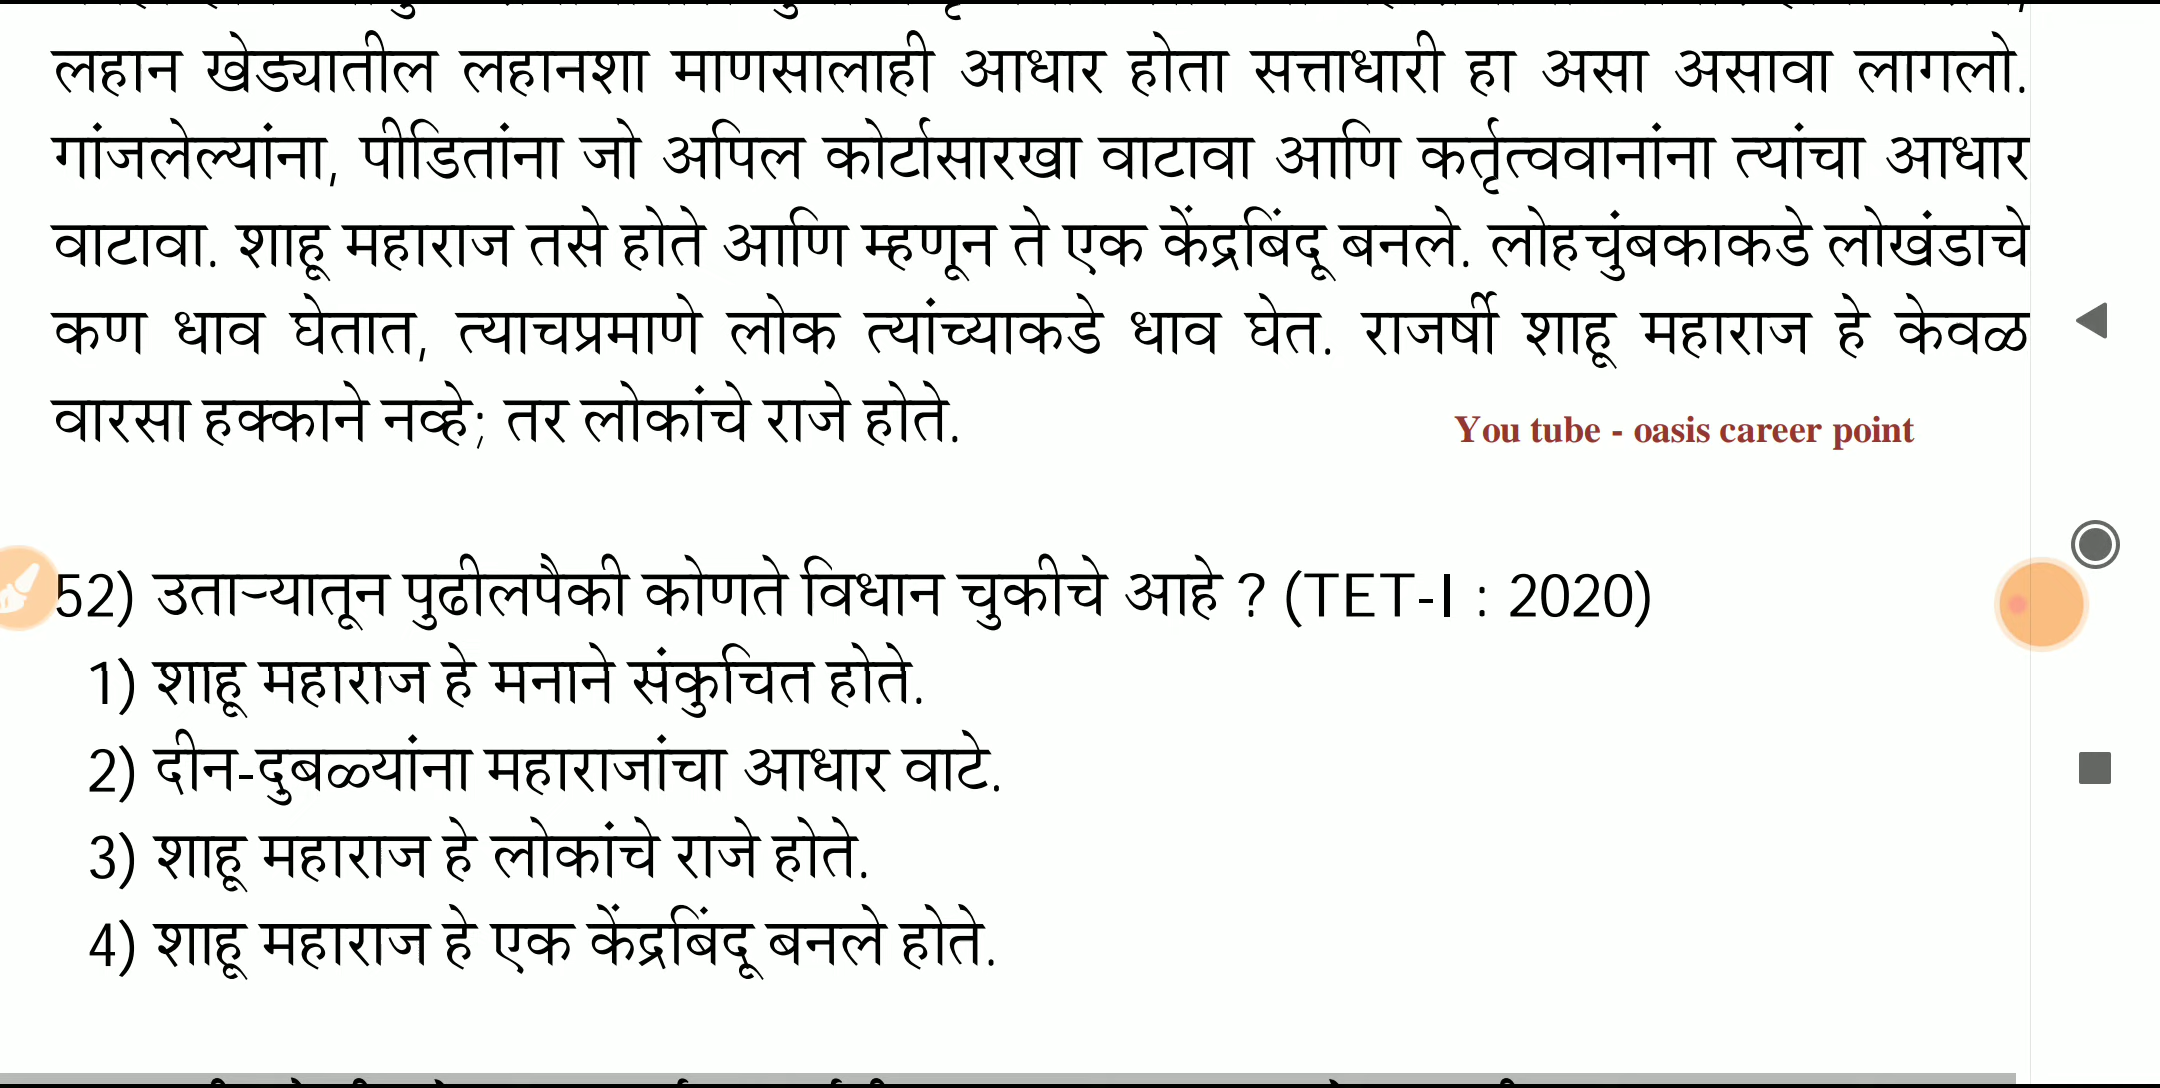 लहान खेड्यातील लहानशा माणसालाही आधार होता सत्ताधारी हा असा असावा लागलो.
गांजलेल्यांना, पीडितांना जो अपिल कोर्टासारखा वाटावा आणि कर्तृत्ववानांना त्यांचा आधार
वाटावा. शाहू महाराज तसे होते आणि म्हणून ते एक केंद्रबिंदू बनले. लोहचुंबकाकडे लोखंडाचे
कण धाव घेतात, त्याचप्रमाणे लोक त्यांच्याकडे धाव घेत. राजर्षी शाहू महाराज हे केवळ
वारसा हक्काने नव्हे; तर लोकांचे राजे होते.
You tube - oasis career point
52) उताऱ्यातून पुढीलपैकी कोणते विधान चुकीचे आहे ? (TET-I : 2020)
1) शाहू महाराज हे मनाने संकुचित होते.
2) दीन-दुबळ्यांना महाराजांचा आधार वाटे.
3) शाहू महाराज हे लोकांचे राजे होते.
4) शाहू महाराज हे एक केंद्रबिंदू बनले होते.